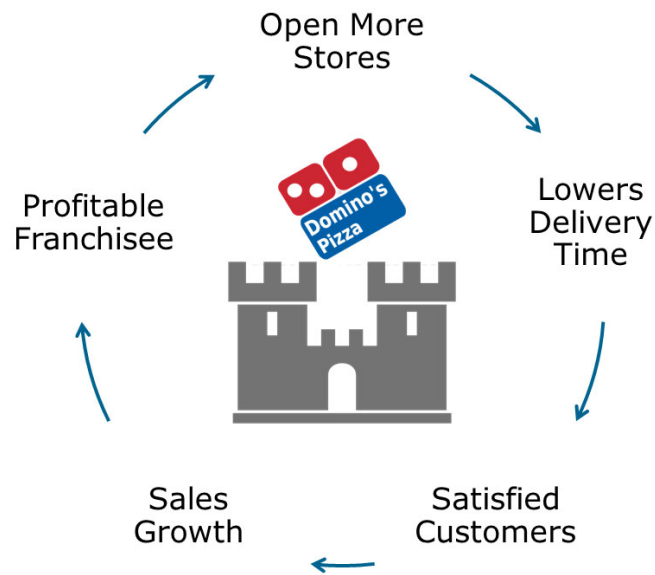 Open More
Stores
Lowers
Delivery
Time
Satisfied
Customers
Sales
Growth
Profitable
Franchisee
Domino's
Pizza